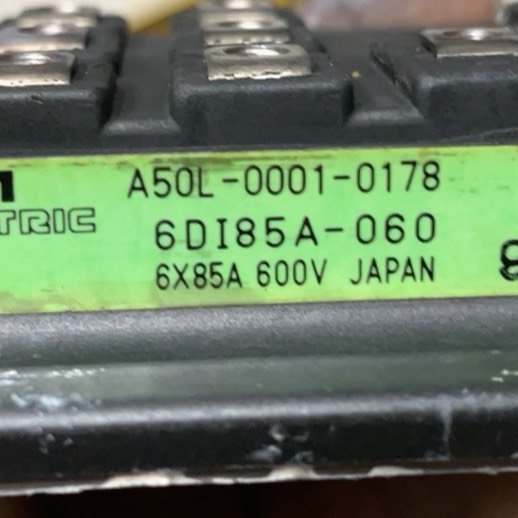 A50L-0001-0178
TRIC
6DI85A-060
6X85A 600V JAPAN